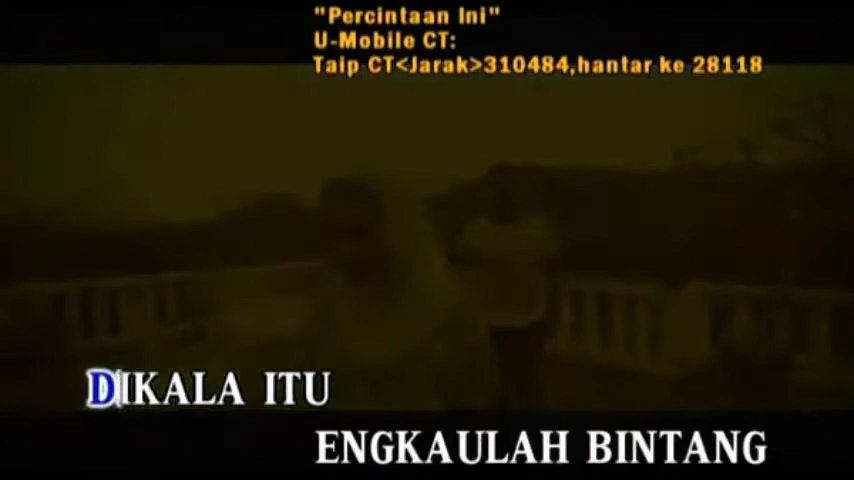 "Percintaan Ini"
U-Mobile CT:
Taip CT<Jarak>310484,hantar ke 28118
DIKALA ITU
ENGKAULAH BINTANG